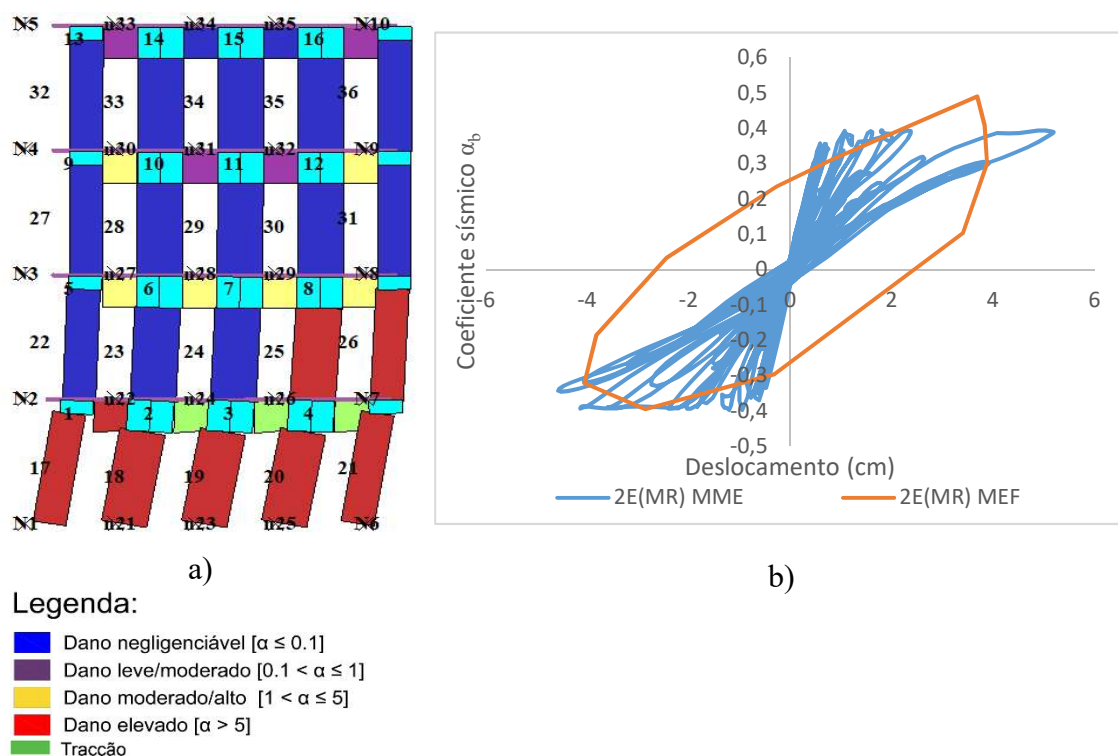 N5 n33 n34 n35 N10
13 14 15 16
32 33 34 35 36
N4 n30 n31 n32 N9
9 10 11 12
27 28 29 30 31
N3 n27 n28 n29 N8
5 6 7 8
22 23 24 25 26
N2 n22 n24 n26 N7
1 2 3 4
17 18 19 20 21
N1 n21 n23 n25 N6
a)
Coeficiente sísmico αb
0,6
0,5
0,4
0,3
0,2
0,1
0
-0,1
-0,2
-0,3
-0,4
-0,5
-6 -4 -2 0 2 4 6
Deslocamento (cm)
2E(MR) MME 2E(MR) MEF
b)
Legenda:
Dano negligenciável [α ≤ 0.1]
Dano leve/moderado [0.1 < α ≤ 1]
Dano moderado/alto [1 < α ≤ 5]
Dano elevado [α > 5]
Tracção